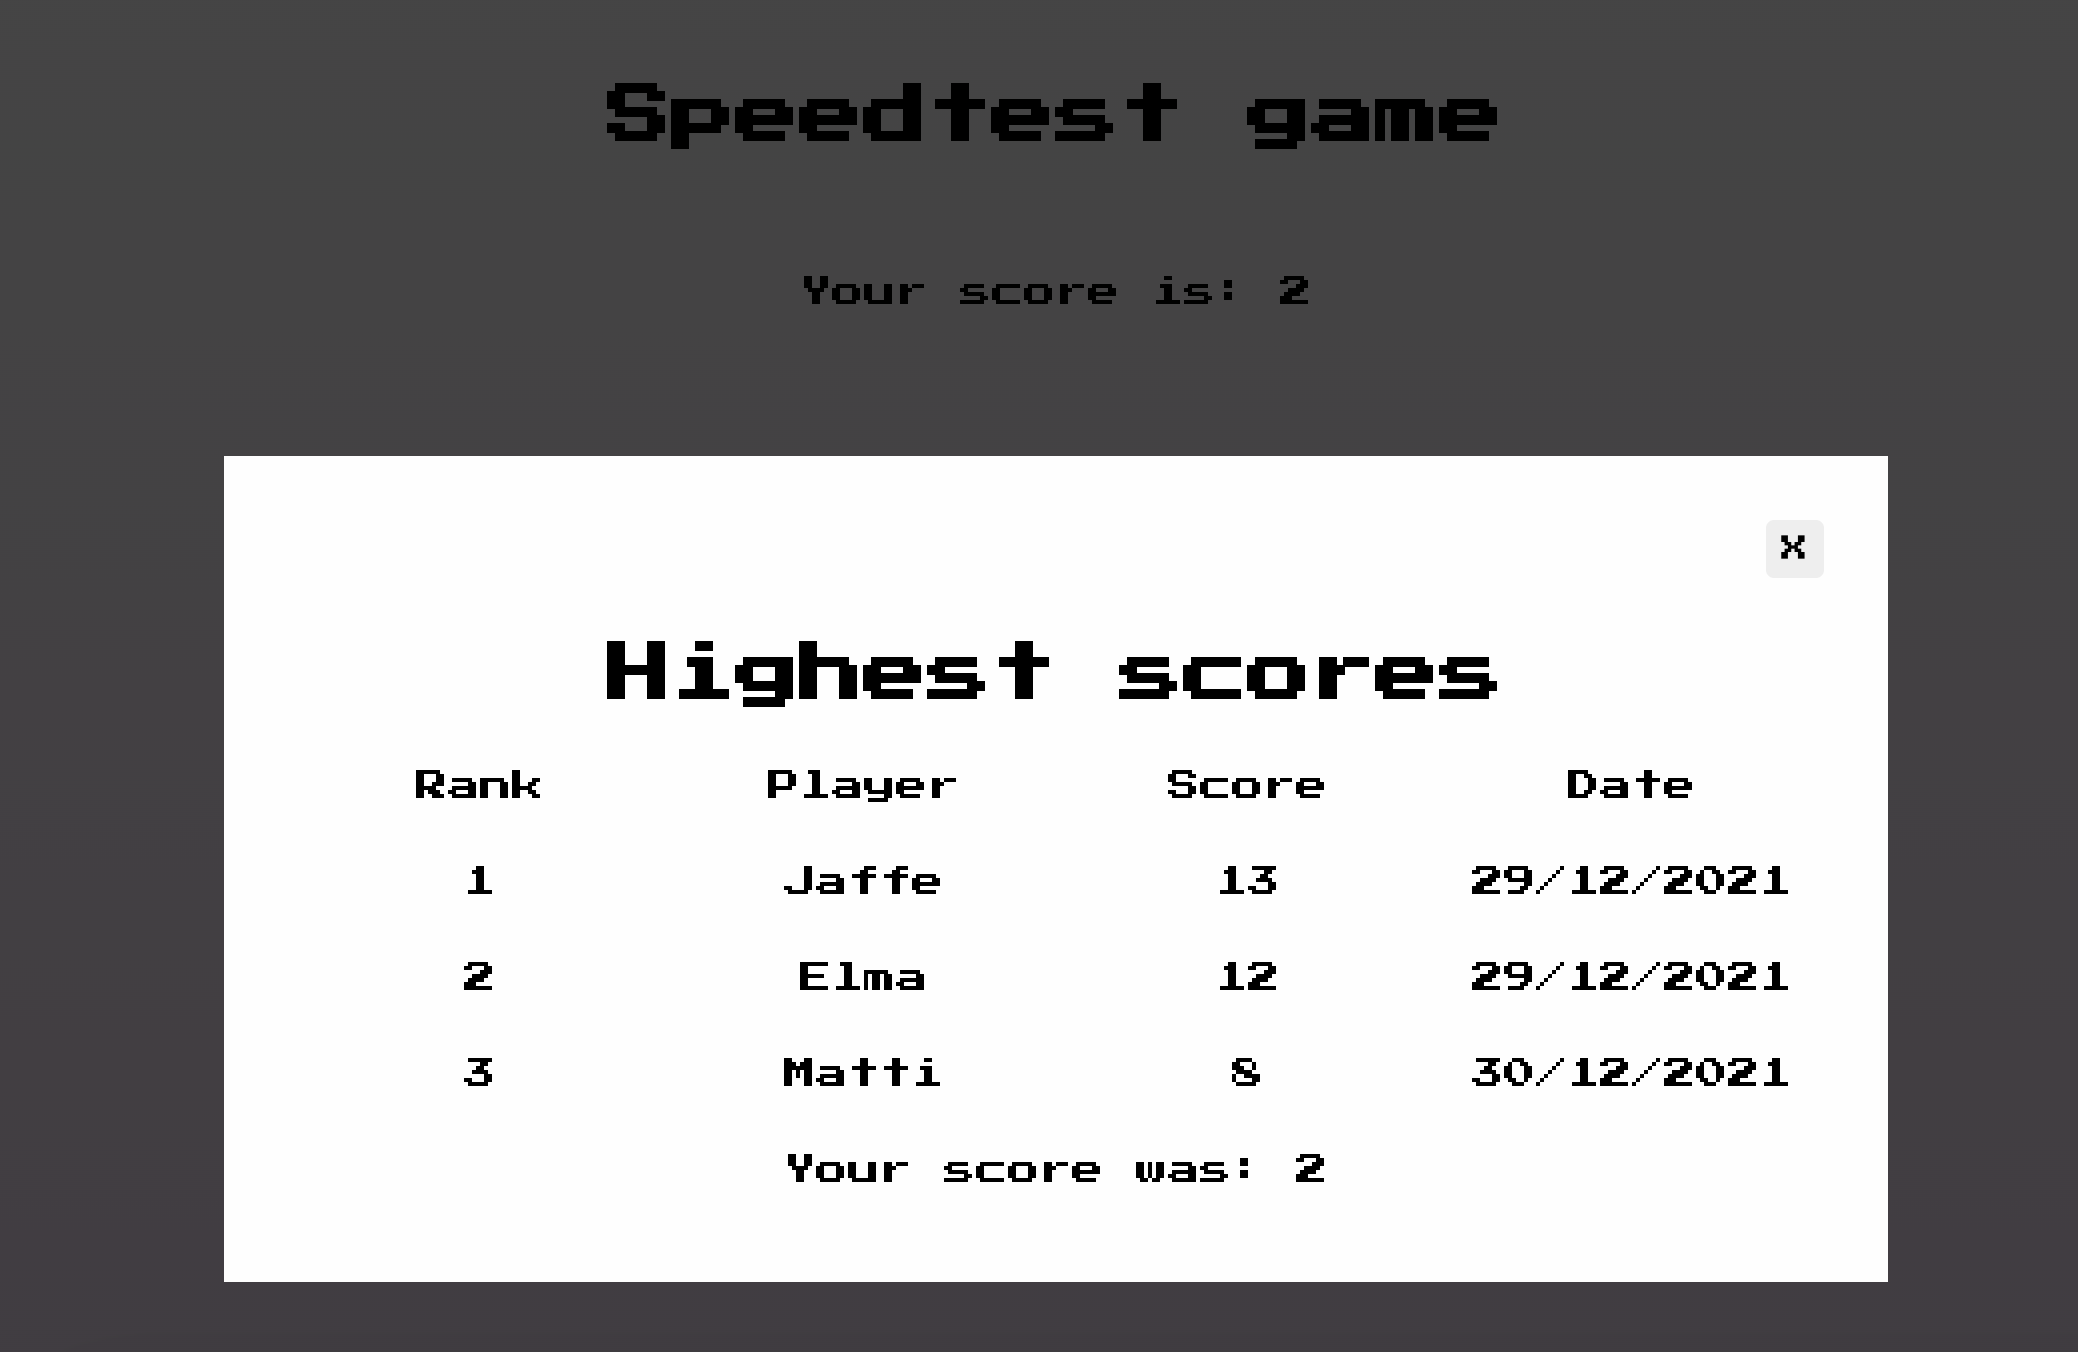 Speedtest game
Your score is: 2
x
Highest scores
Rank Player Score Date
1 Jaffe 13 29/12/2021
2 Elma 12 29/12/2021
3 Matti 8 30/12/2021
Your score was: 2